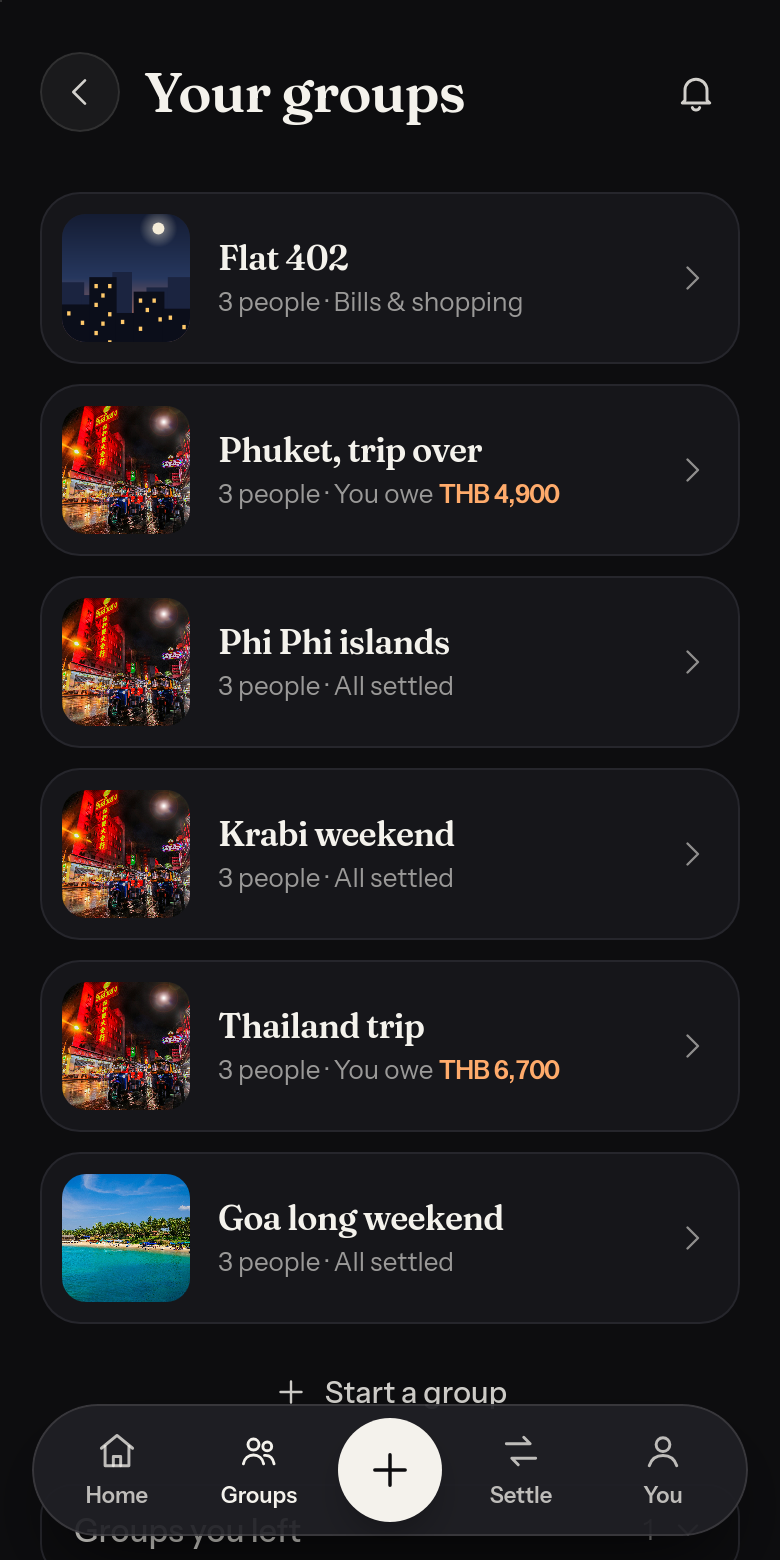 Your groups
Flat 402
3 people · Bills & shopping
Phuket, trip over
3 people · You owe THB 4,900
Phi Phi islands
3 people · All settled
Krabi weekend
3 people · All settled
Thailand trip
3 people · You owe THB 6,700
Goa long weekend
3 people · All settled
Start a group
Home
Groups
Settle
You
Groups you left
1